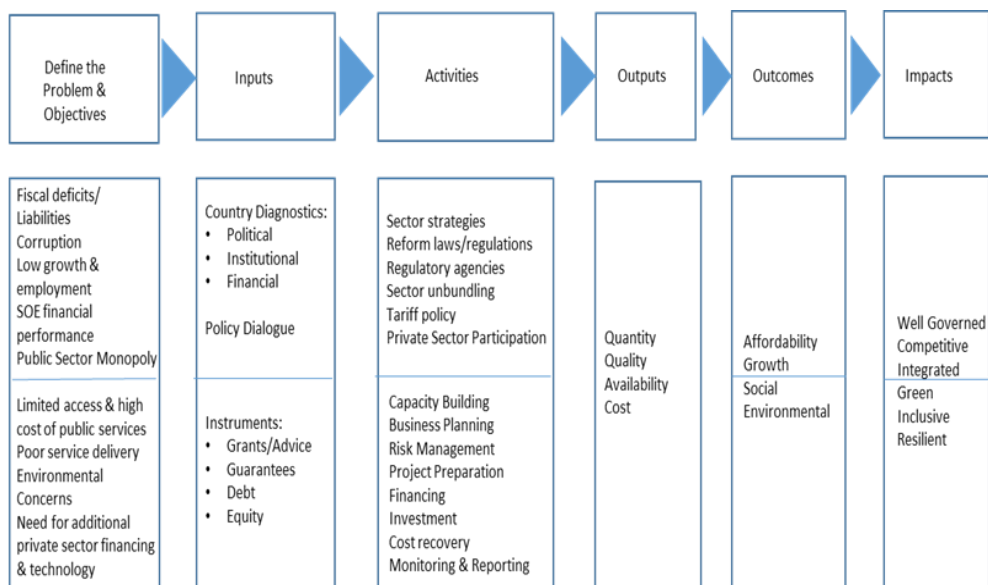 Define the
Problem &
Objectives
Inputs
Activities
Outputs
Outcomes
Impacts
Fiscal deficits/
Liabilities
Corruption
Low growth &
employment
SOE financial
performance
Public Sector Monopoly
Limited access & high
cost of public services
Poor service delivery
Environmental
Concerns
Need for additional
private sector financing
& technology
Country Diagnostics:
• Political
• Institutional
• Financial
Policy Dialogue
Instruments:
• Grants/Advice
• Guarantees
• Debt
• Equity
Sector strategies
Reform laws/regulations
Regulatory agencies
Sector unbundling
Tariff policy
Private Sector Participation
Capacity Building
Business Planning
Risk Management
Project Preparation
Financing
Investment
Cost recovery
Monitoring & Reporting
Quantity
Quality
Availability
Cost
Affordability
Growth
Social
Environmental
Well Governed
Competitive
Integrated
Green
Inclusive
Resilient